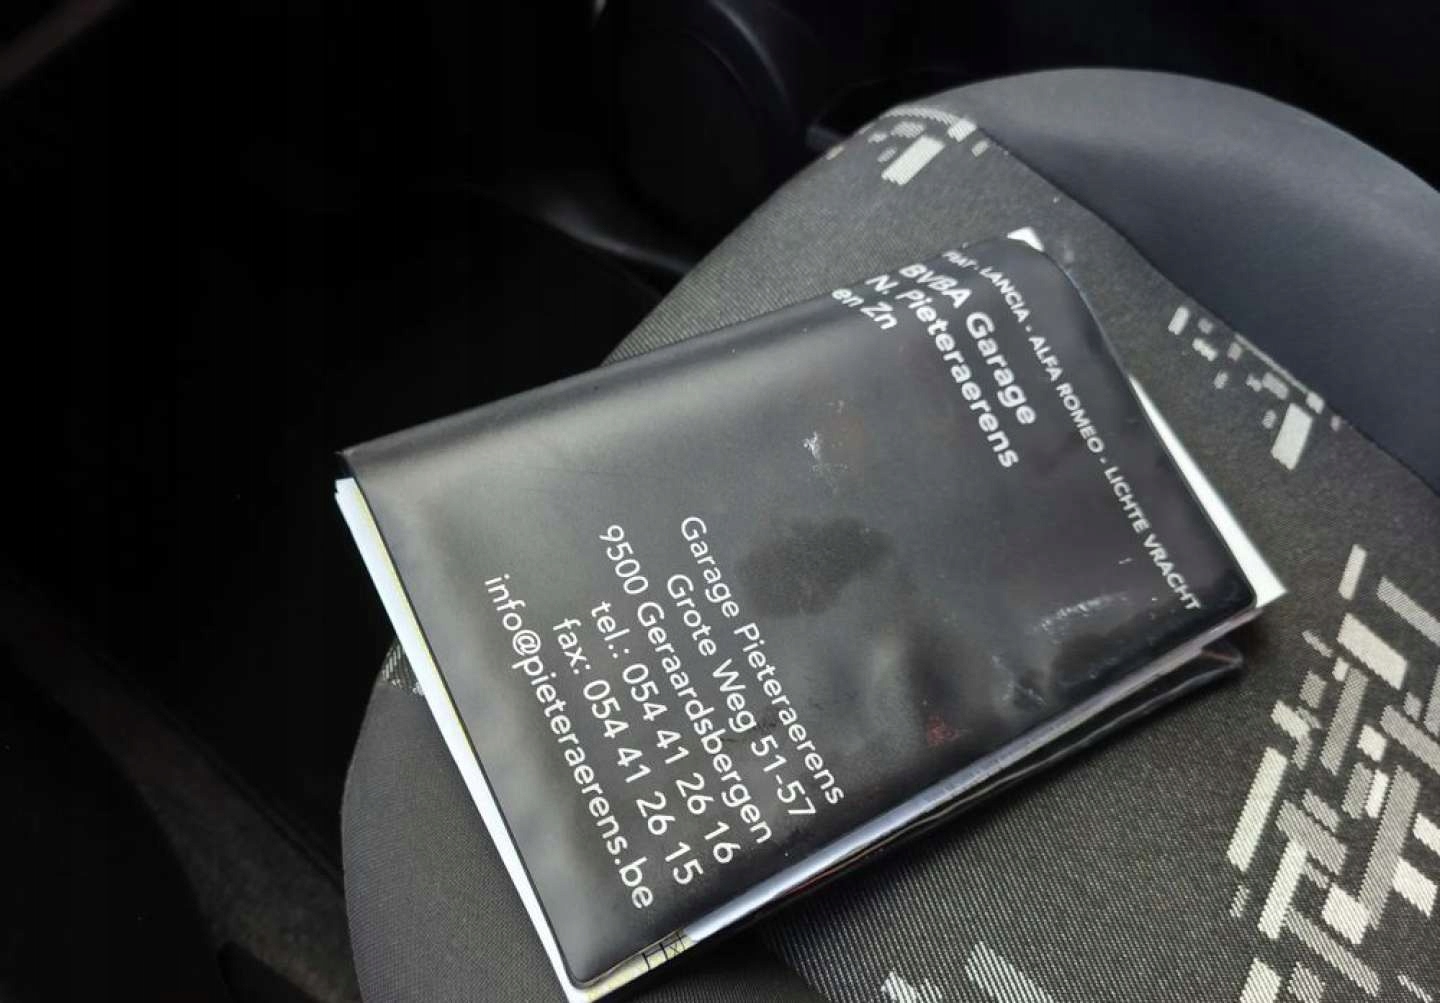 FIAT - LANCIA - ALFA ROMEO - LICHTE VRACHT
BVBA Garage
N. Pieteraerens
en Zn
Garage Pieteraerens
Grote Weg 51-57
9500 Geraardsbergen
tel.: 054 41 26 16
fax: 054 41 26 15
info@pieteraerens.be